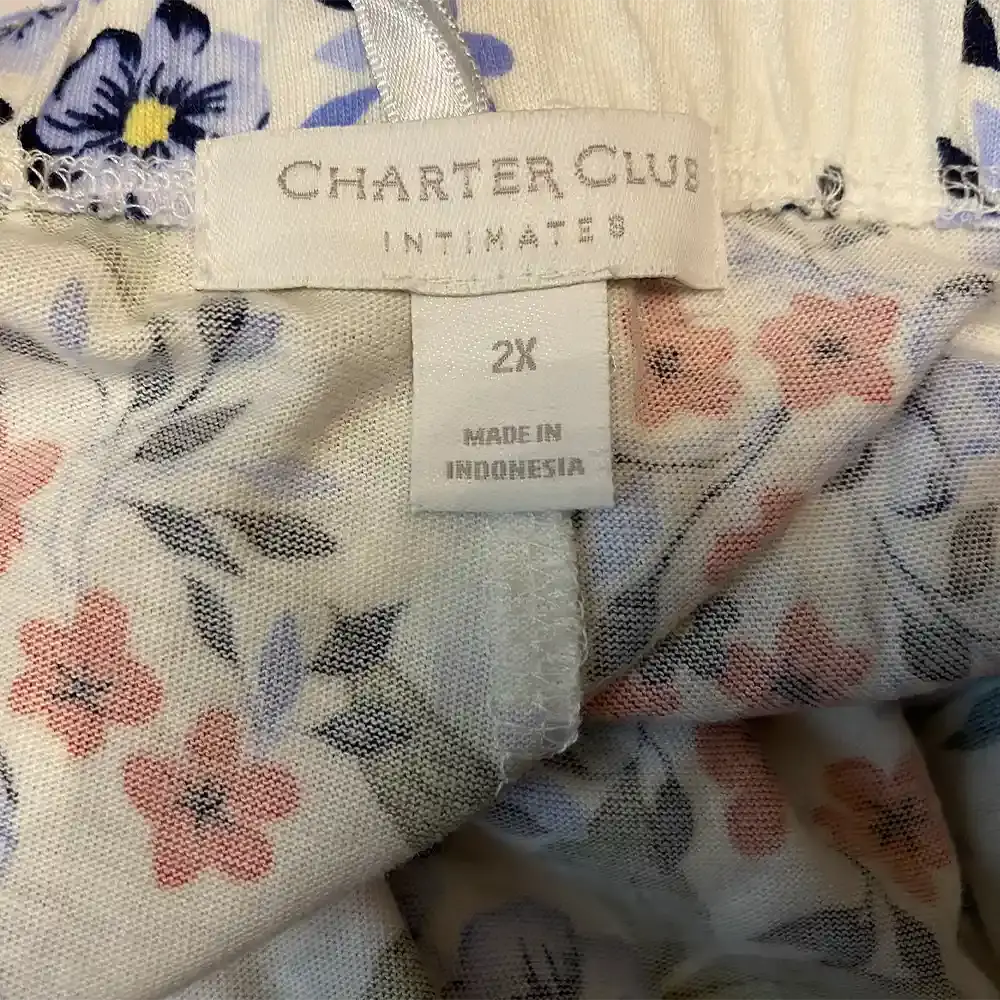 CHARTER CLUB
INTIMATES
2X
MADE IN
INDONESIA